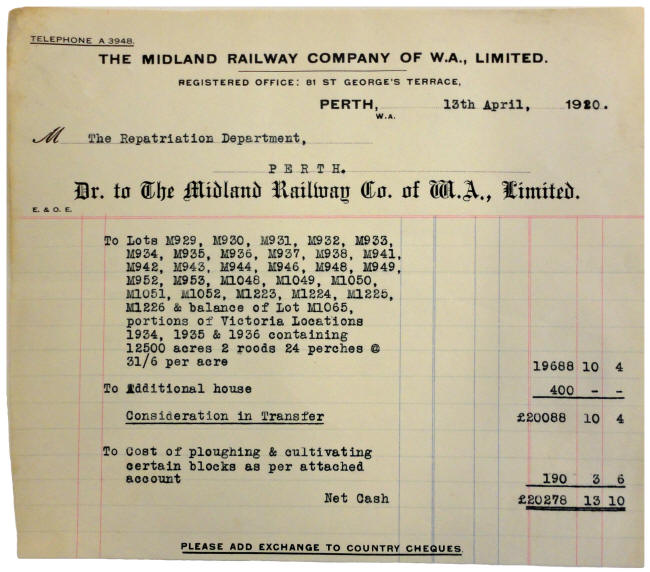 TELEPHONE A 3948.
THE MIDLAND RAILWAY COMPANY OF W.A., LIMITED.
REGISTERED OFFICE: 81 ST GEORGE'S TERRACE,
PERTH, 13th April, 1920.
W.A.
M The Repatriation Department,
PERTH.
Dr. to The Midland Railway Co. of W.A., Limited.
E. & O. E.
To Lots M929, M930, M931, M932, M933,
M934, M935, M936, M937, M938, M941,
M942, M943, M944, M946, M948, M949,
M952, M953, M1048, M1049, M1050,
M1051, M1052, M1223, M1224, M1225,
M1226 & balance of Lot M1065,
portions of Victoria Locations
1934, 1935 & 1936 containing
12500 acres 2 roods 24 perches @
31/6 per acre 19688 10 4
To Additional house 400 - -
Consideration in Transfer £20088 10 4
To Cost of ploughing & cultivating
certain blocks as per attached
account 190 3 6
Net Cash £20278 13 10
PLEASE ADD EXCHANGE TO COUNTRY CHEQUES.